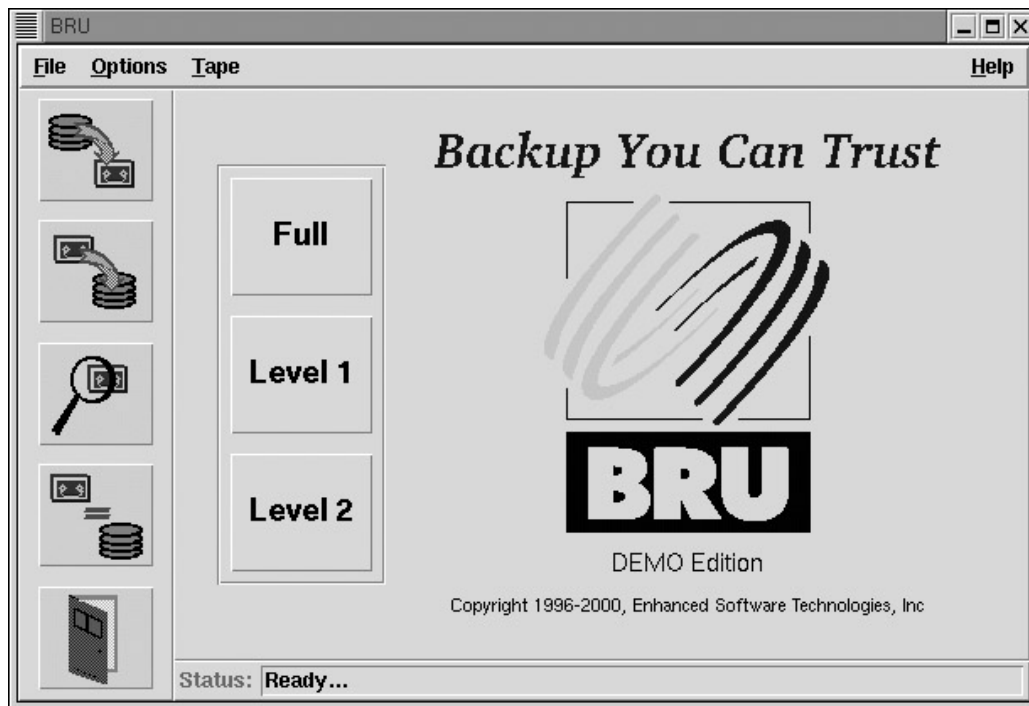 BRU
File Options Tape Help
Backup You Can Trust
Full
Level 1
Level 2
BRU
DEMO Edition
Copyright 1996-2000, Enhanced Software Technologies, Inc
Status: Ready...